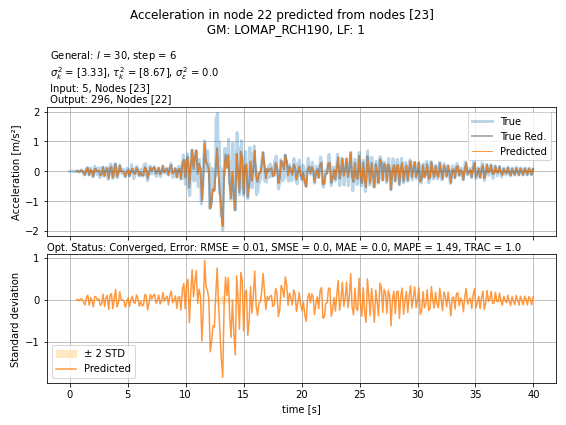 Acceleration in node 22 predicted from nodes [23]
GM: LOMAP_RCH190, LF: 1
General: l = 30, step = 6
σ²ₖ = [3.33], τ²ₖ = [8.67], σ²ε = 0.0
Input: 5, Nodes [23]
Output: 296, Nodes [22]
Acceleration [m/s²]
2
1
0
−1
−2
True
True Red.
Predicted
Opt. Status: Converged, Error: RMSE = 0.01, SMSE = 0.0, MAE = 0.0, MAPE = 1.49, TRAC = 1.0
Standard deviation
1
0
−1
± 2 STD
Predicted
0 5 10 15 20 25 30 35 40
time [s]